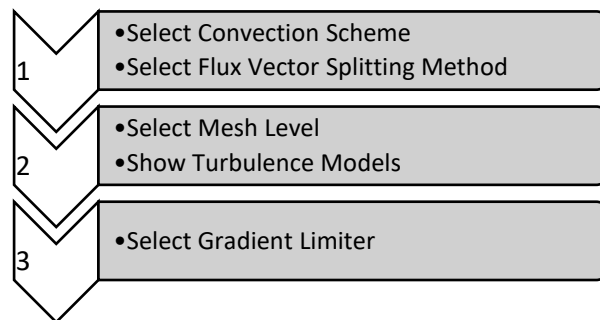 1
•Select Convection Scheme
•Select Flux Vector Splitting Method
2
•Select Mesh Level
•Show Turbulence Models
3
•Select Gradient Limiter